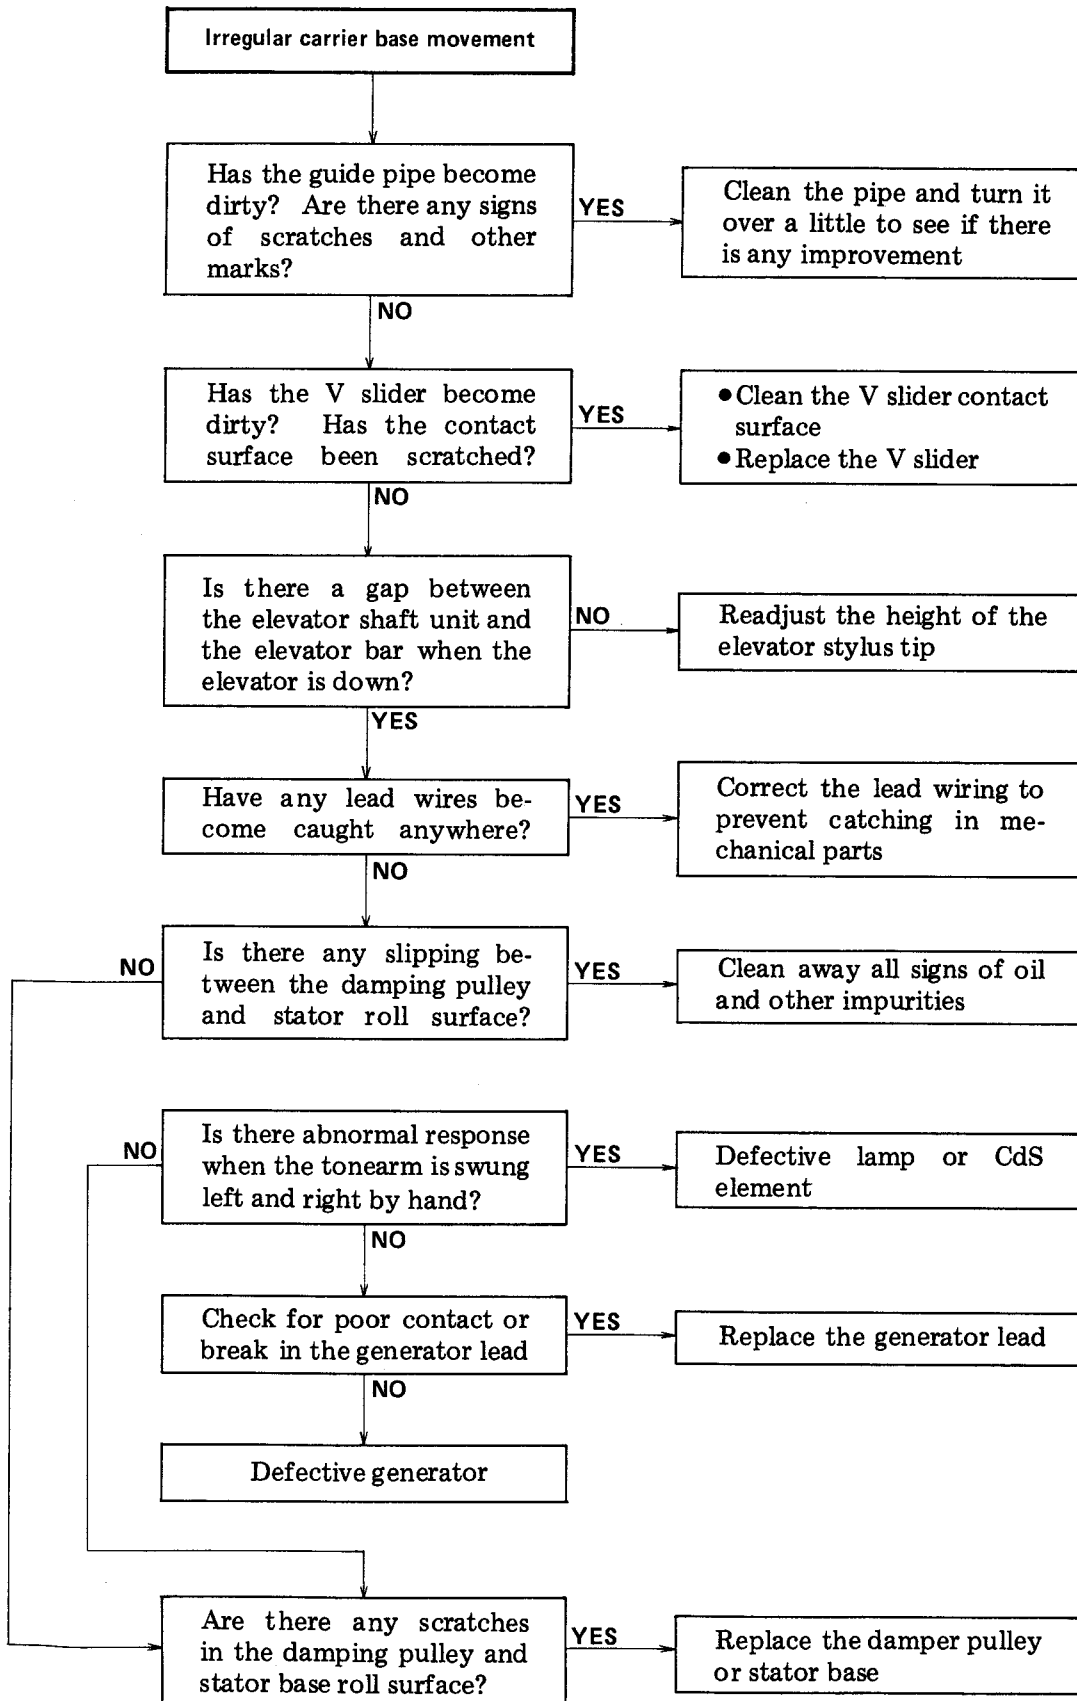 Irregular carrier base movement
Has the guide pipe become
dirty? Are there any signs
of scratches and other
marks?
YES
Clean the pipe and turn it
over a little to see if there
is any improvement
NO
Has the V slider become
dirty? Has the contact
surface been scratched?
YES
●Clean the V slider contact
surface
●Replace the V slider
NO
Is there a gap between
the elevator shaft unit and
the elevator bar when the
elevator is down?
NO
Readjust the height of the
elevator stylus tip
YES
Have any lead wires be-
come caught anywhere?
YES
Correct the lead wiring to
prevent catching in me-
chanical parts
NO
NO
Is there any slipping be-
tween the damping pulley
and stator roll surface?
YES
Clean away all signs of oil
and other impurities
NO
Is there abnormal response
when the tonearm is swung
left and right by hand?
YES
Defective lamp or CdS
element
NO
Check for poor contact or
break in the generator lead
YES
Replace the generator lead
NO
Defective generator
Are there any scratches
in the damping pulley and
stator base roll surface?
YES
Replace the damper pulley
or stator base